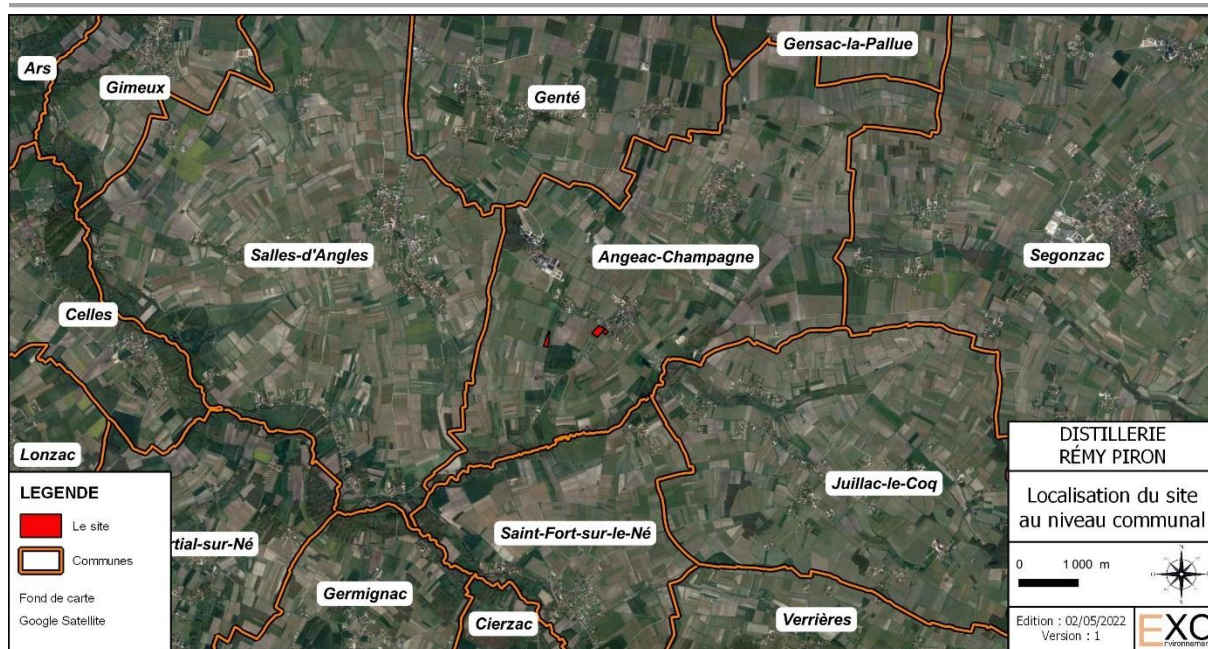 Ars
Gimeux
Genté
Gensac-la-Pallue
Salles-d'Angles
Angeac-Champagne
Segonzac
Celles
Lonzac
Juillac-le-Coq
Saint-Fort-sur-le-Né
rtial-sur-Né
Germignac
Cierzac
Verrières
LEGENDE
Le site
Communes
Fond de carte
Google Satellite
DISTILLERIE
RÉMY PIRON
Localisation du site
au niveau communal
0 1 000 m
Edition : 02/05/2022
Version : 1
EXO